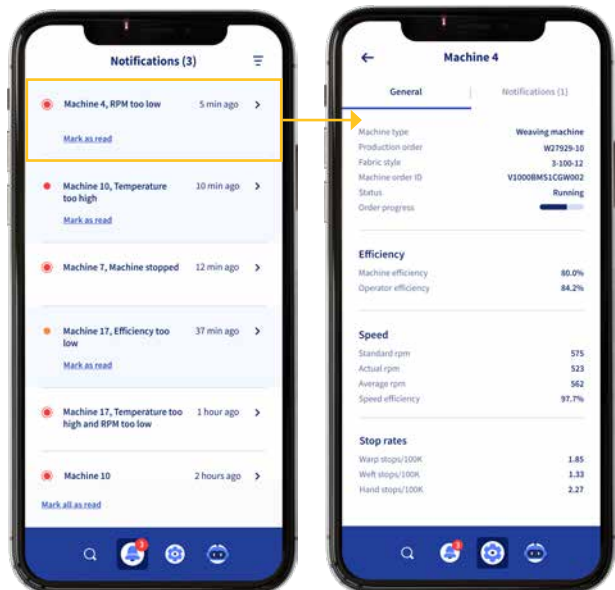 Notifications (3)
Machine 4, RPM too low
5 min ago
Mark as read
Machine 10, Temperature
too high
10 min ago
Mark as read
Machine 7, Machine stopped
12 min ago
Machine 17, Efficiency too
low
37 min ago
Mark as read
Machine 17, Temperature too
high and RPM too low
1 hour ago
Machine 10
2 hours ago
Mark all as read
3
Machine 4
General
Notifications (1)
Machine type Weaving machine
Production order W27929-10
Fabric style 3-100-12
Machine order ID V1000BMS1CGW002
Status Running
Order progress
Efficiency
Machine efficiency 80.0%
Operator efficiency 84.2%
Speed
Standard rpm 575
Actual rpm 523
Average rpm 562
Speed efficiency 97.7%
Stop rates
Warp stops/100K 1.85
Weft stops/100K 1.33
Hand stops/100K 2.27
3